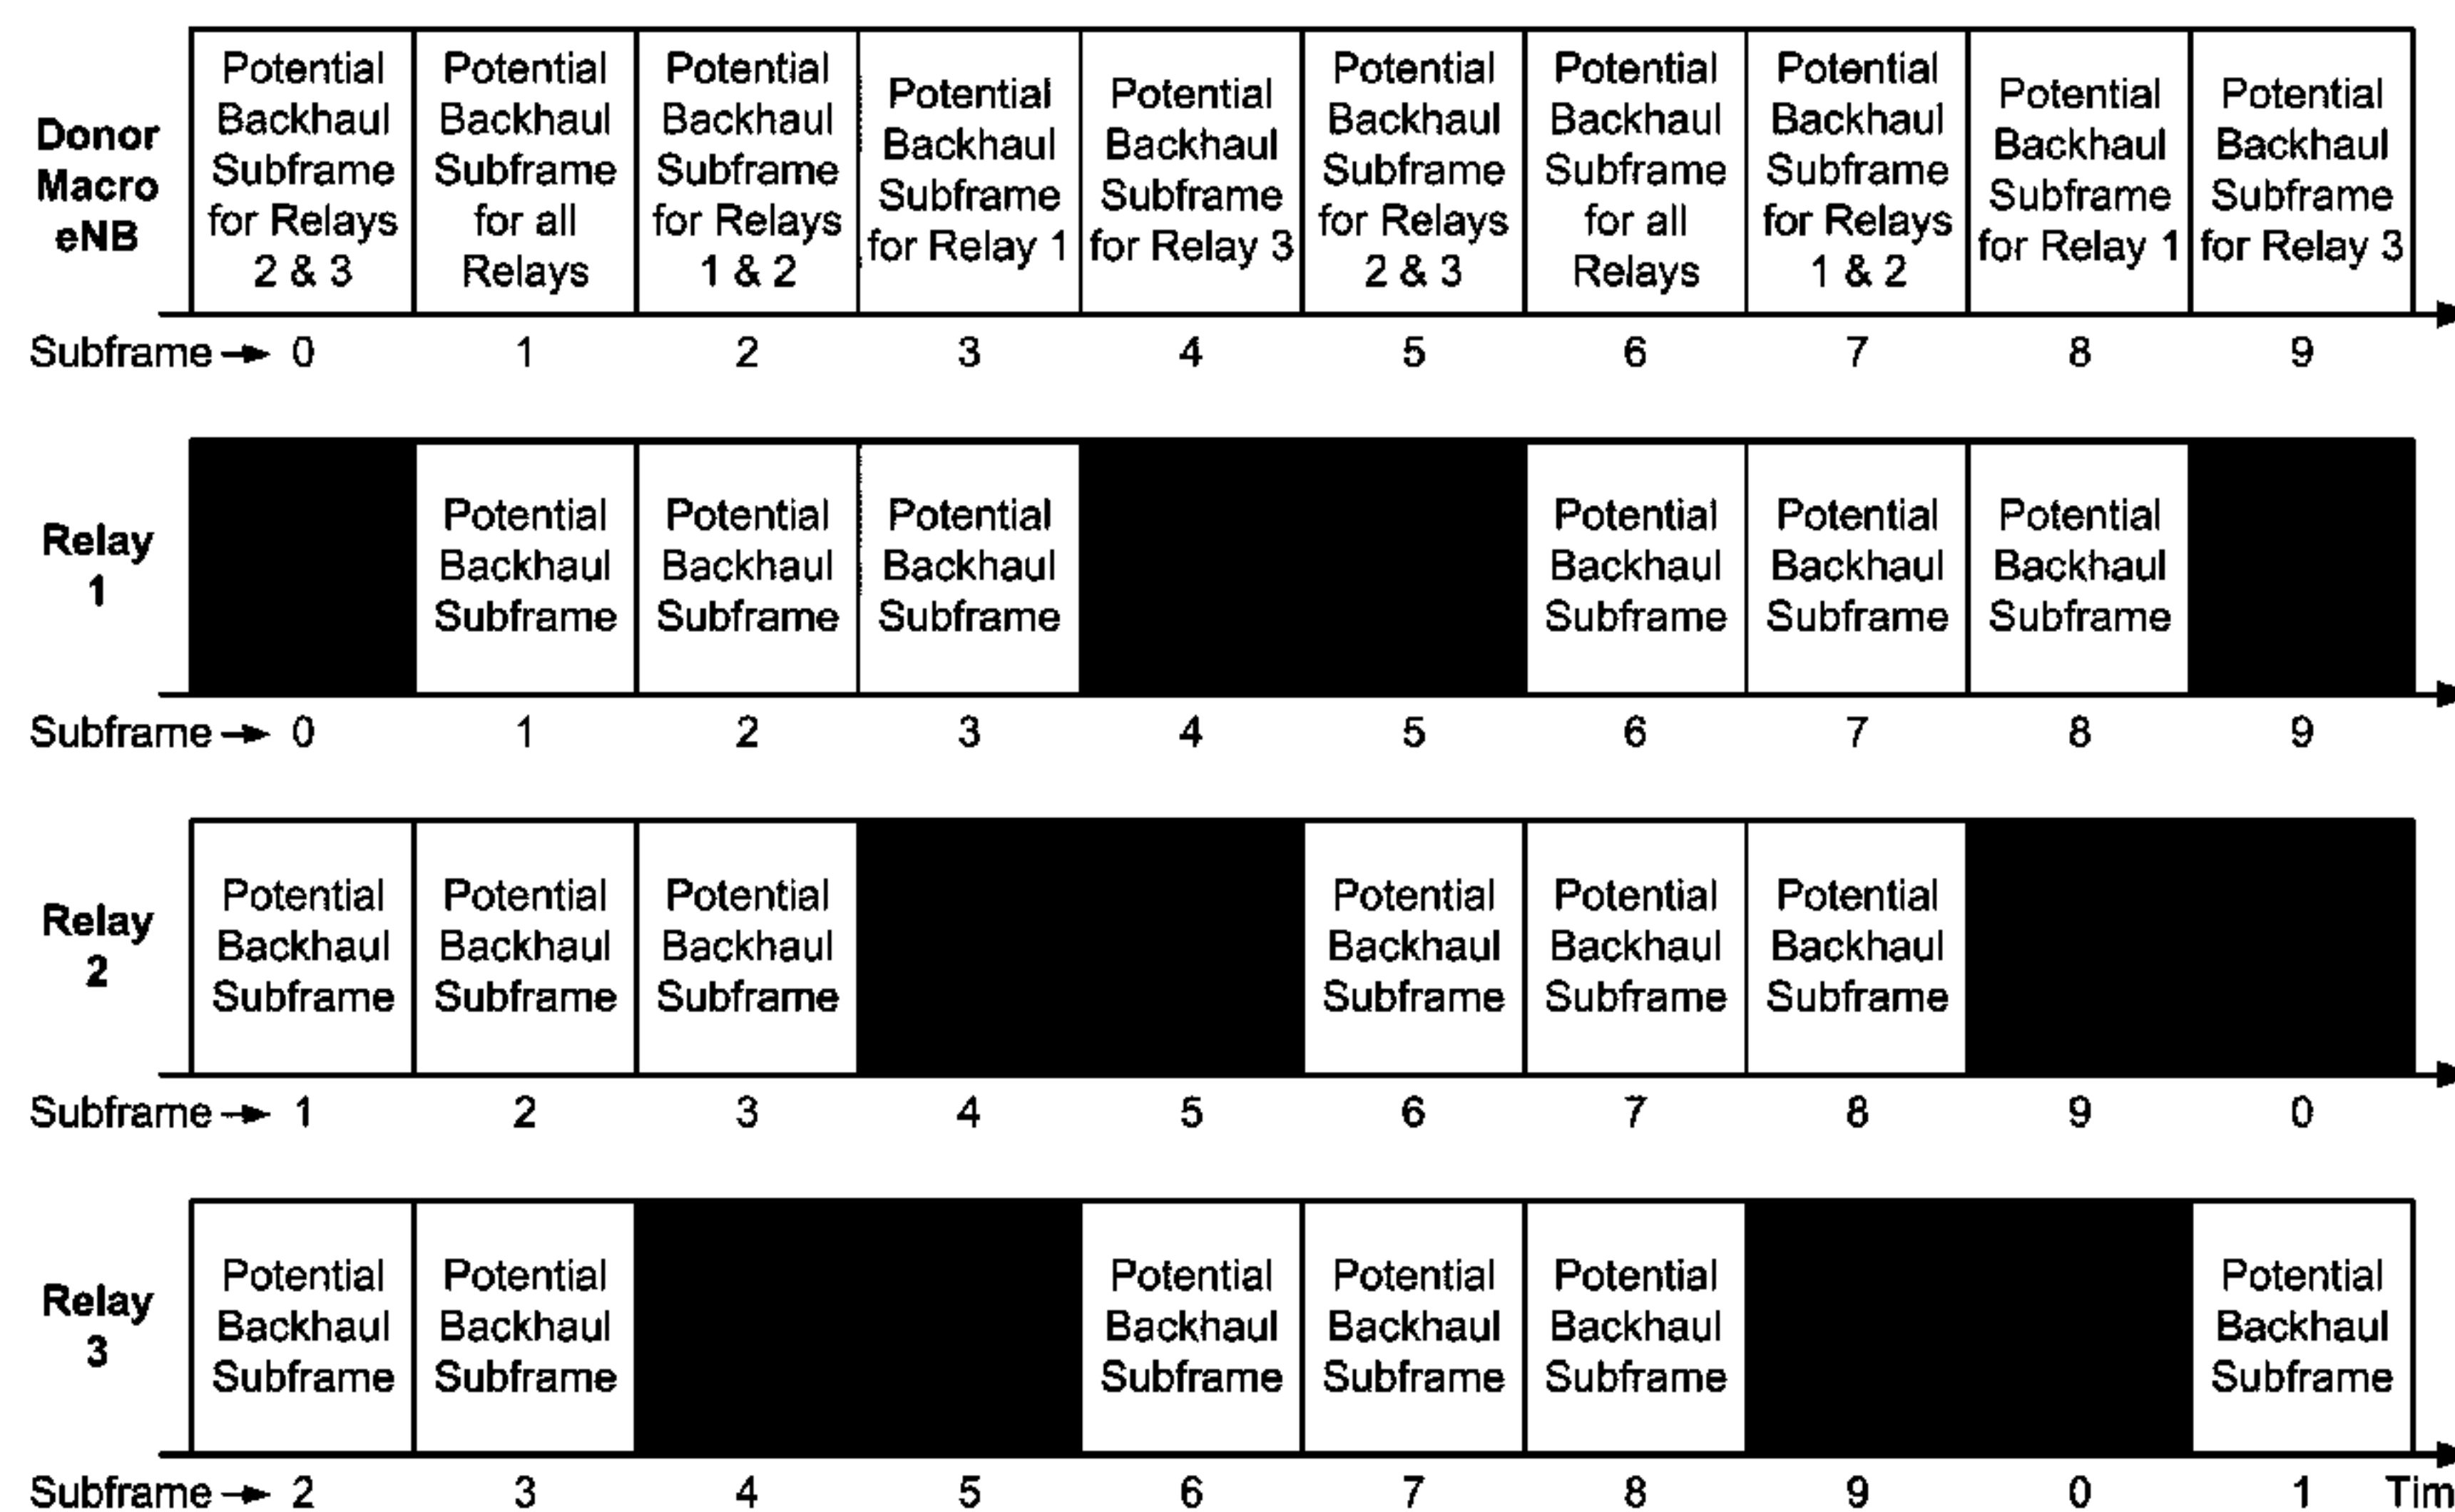 Donor
Macro
eNB
Potential
Backhaul
Subframe
for Relays
2 & 3
Potential
Backhaul
Subframe
for all
Relays
Potential
Backhaul
Subframe
for Relays
1 & 2
Potential
Backhaul
Subframe
for Relay 1
Potential
Backhaul
Subframe
for Relay 3
Potential
Backhaul
Subframe
for Relays
2 & 3
Potential
Backhaul
Subframe
for all
Relays
Potential
Backhaul
Subframe
for Relays
1 & 2
Potential
Backhaul
Subframe
for Relay 1
Potential
Backhaul
Subframe
for Relay 3
Subframe → 0 1 2 3 4 5 6 7 8 9
Relay
1
Potential
Backhaul
Subframe
Potential
Backhaul
Subframe
Potential
Backhaul
Subframe
Potential
Backhaul
Subframe
Potential
Backhaul
Subframe
Potential
Backhaul
Subframe
Subframe → 0 1 2 3 4 5 6 7 8 9
Relay
2
Potential
Backhaul
Subframe
Potential
Backhaul
Subframe
Potential
Backhaul
Subframe
Potential
Backhaul
Subframe
Potential
Backhaul
Subframe
Potential
Backhaul
Subframe
Subframe → 1 2 3 4 5 6 7 8 9 0
Relay
3
Potential
Backhaul
Subframe
Potential
Backhaul
Subframe
Potential
Backhaul
Subframe
Potential
Backhaul
Subframe
Potential
Backhaul
Subframe
Potential
Backhaul
Subframe
Subframe → 2 3 4 5 6 7 8 9 0 1 Tim